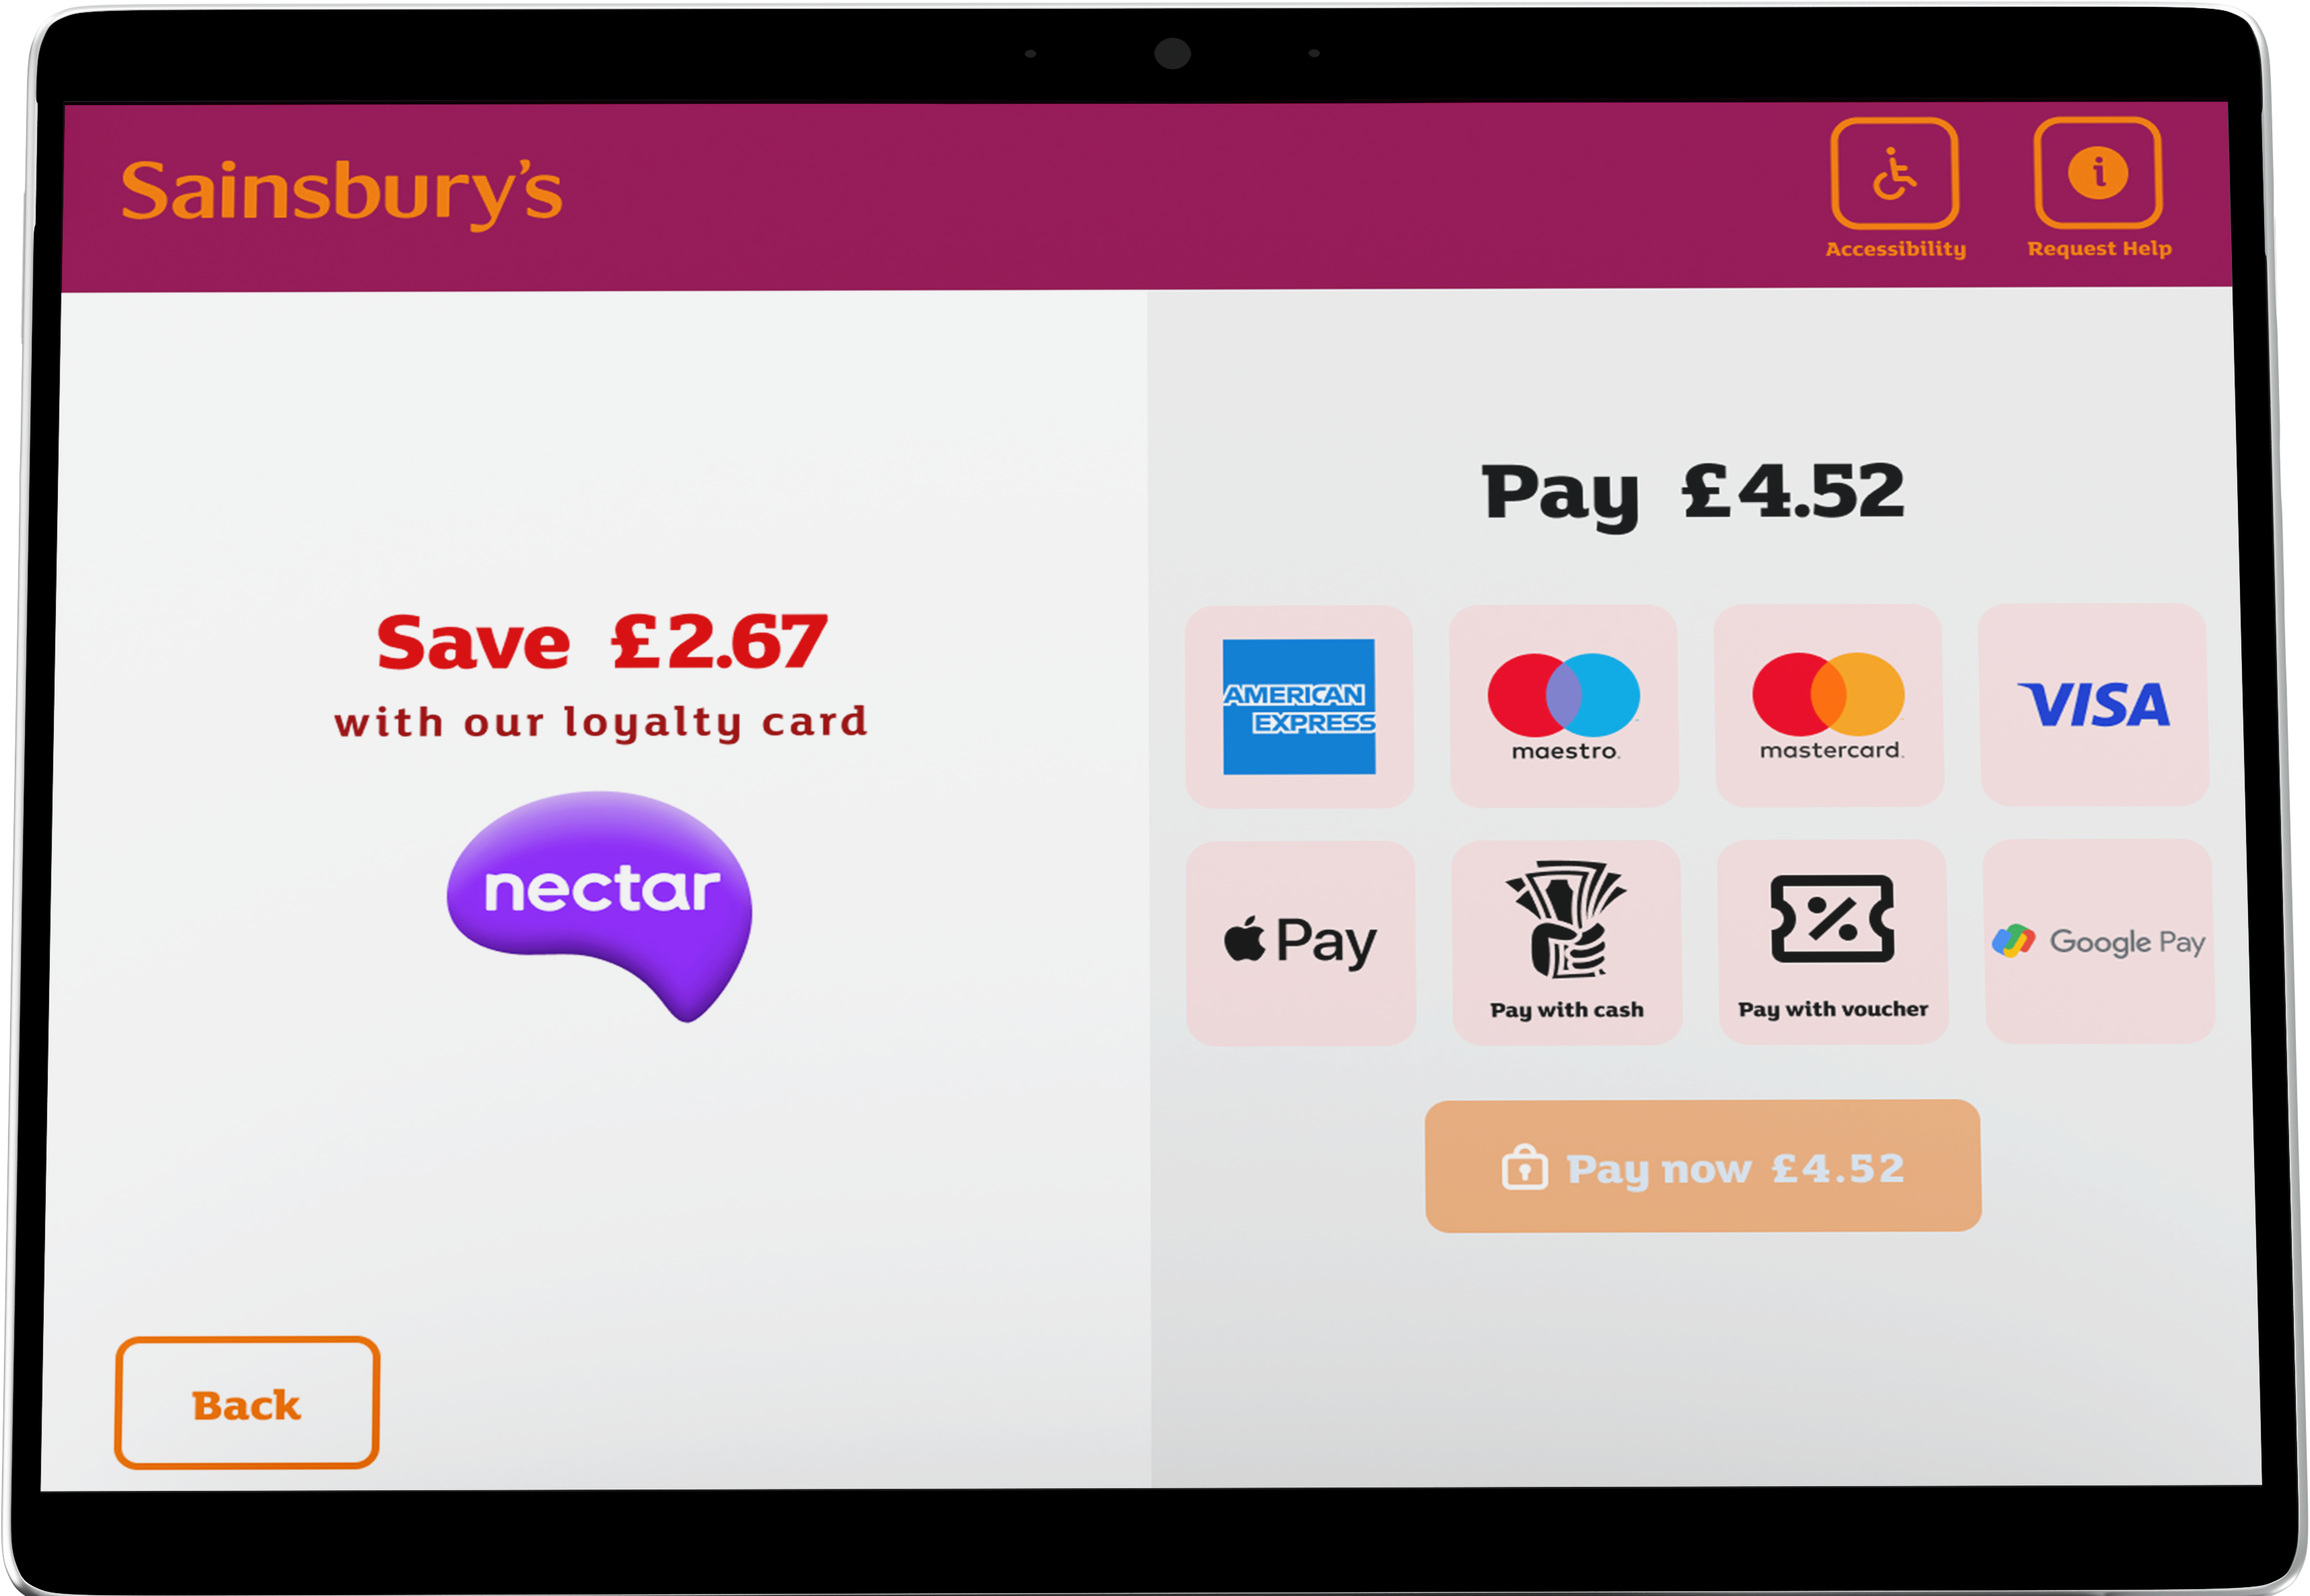 Sainsbury's
Accessibility
Request Help
Save £2.67
with our loyalty card
nectar
Back
Pay £4.52
AMERICAN
EXPRESS
maestro.
mastercard.
VISA
Pay
Pay with cash
Pay with voucher
Google Pay
Pay now £4.52